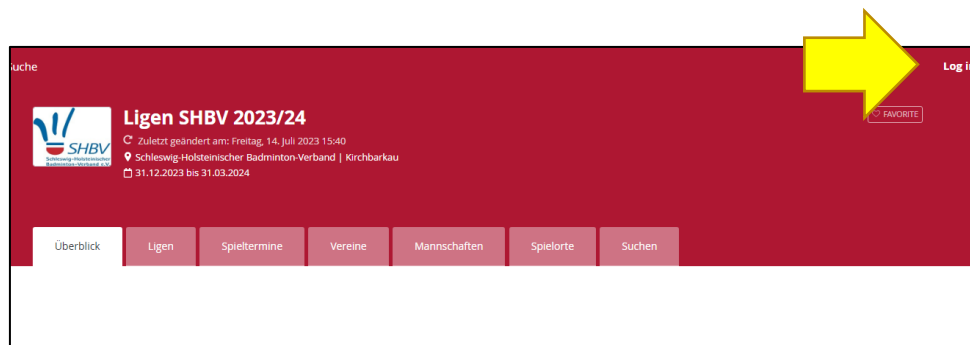 uche
Log i
Ligen SHBV 2023/24
FAVORITE
Zuletzt geändert am: Freitag, 14. Juli 2023 15:40
SHBV
Schleswig-Holsteinischer
Badminton-Verband e.V.
Schleswig-Holsteinischer Badminton-Verband | Kirchbarkau
31.12.2023 bis 31.03.2024
Überblick Ligen Spieltermine Vereine Mannschaften Spielorte Suchen